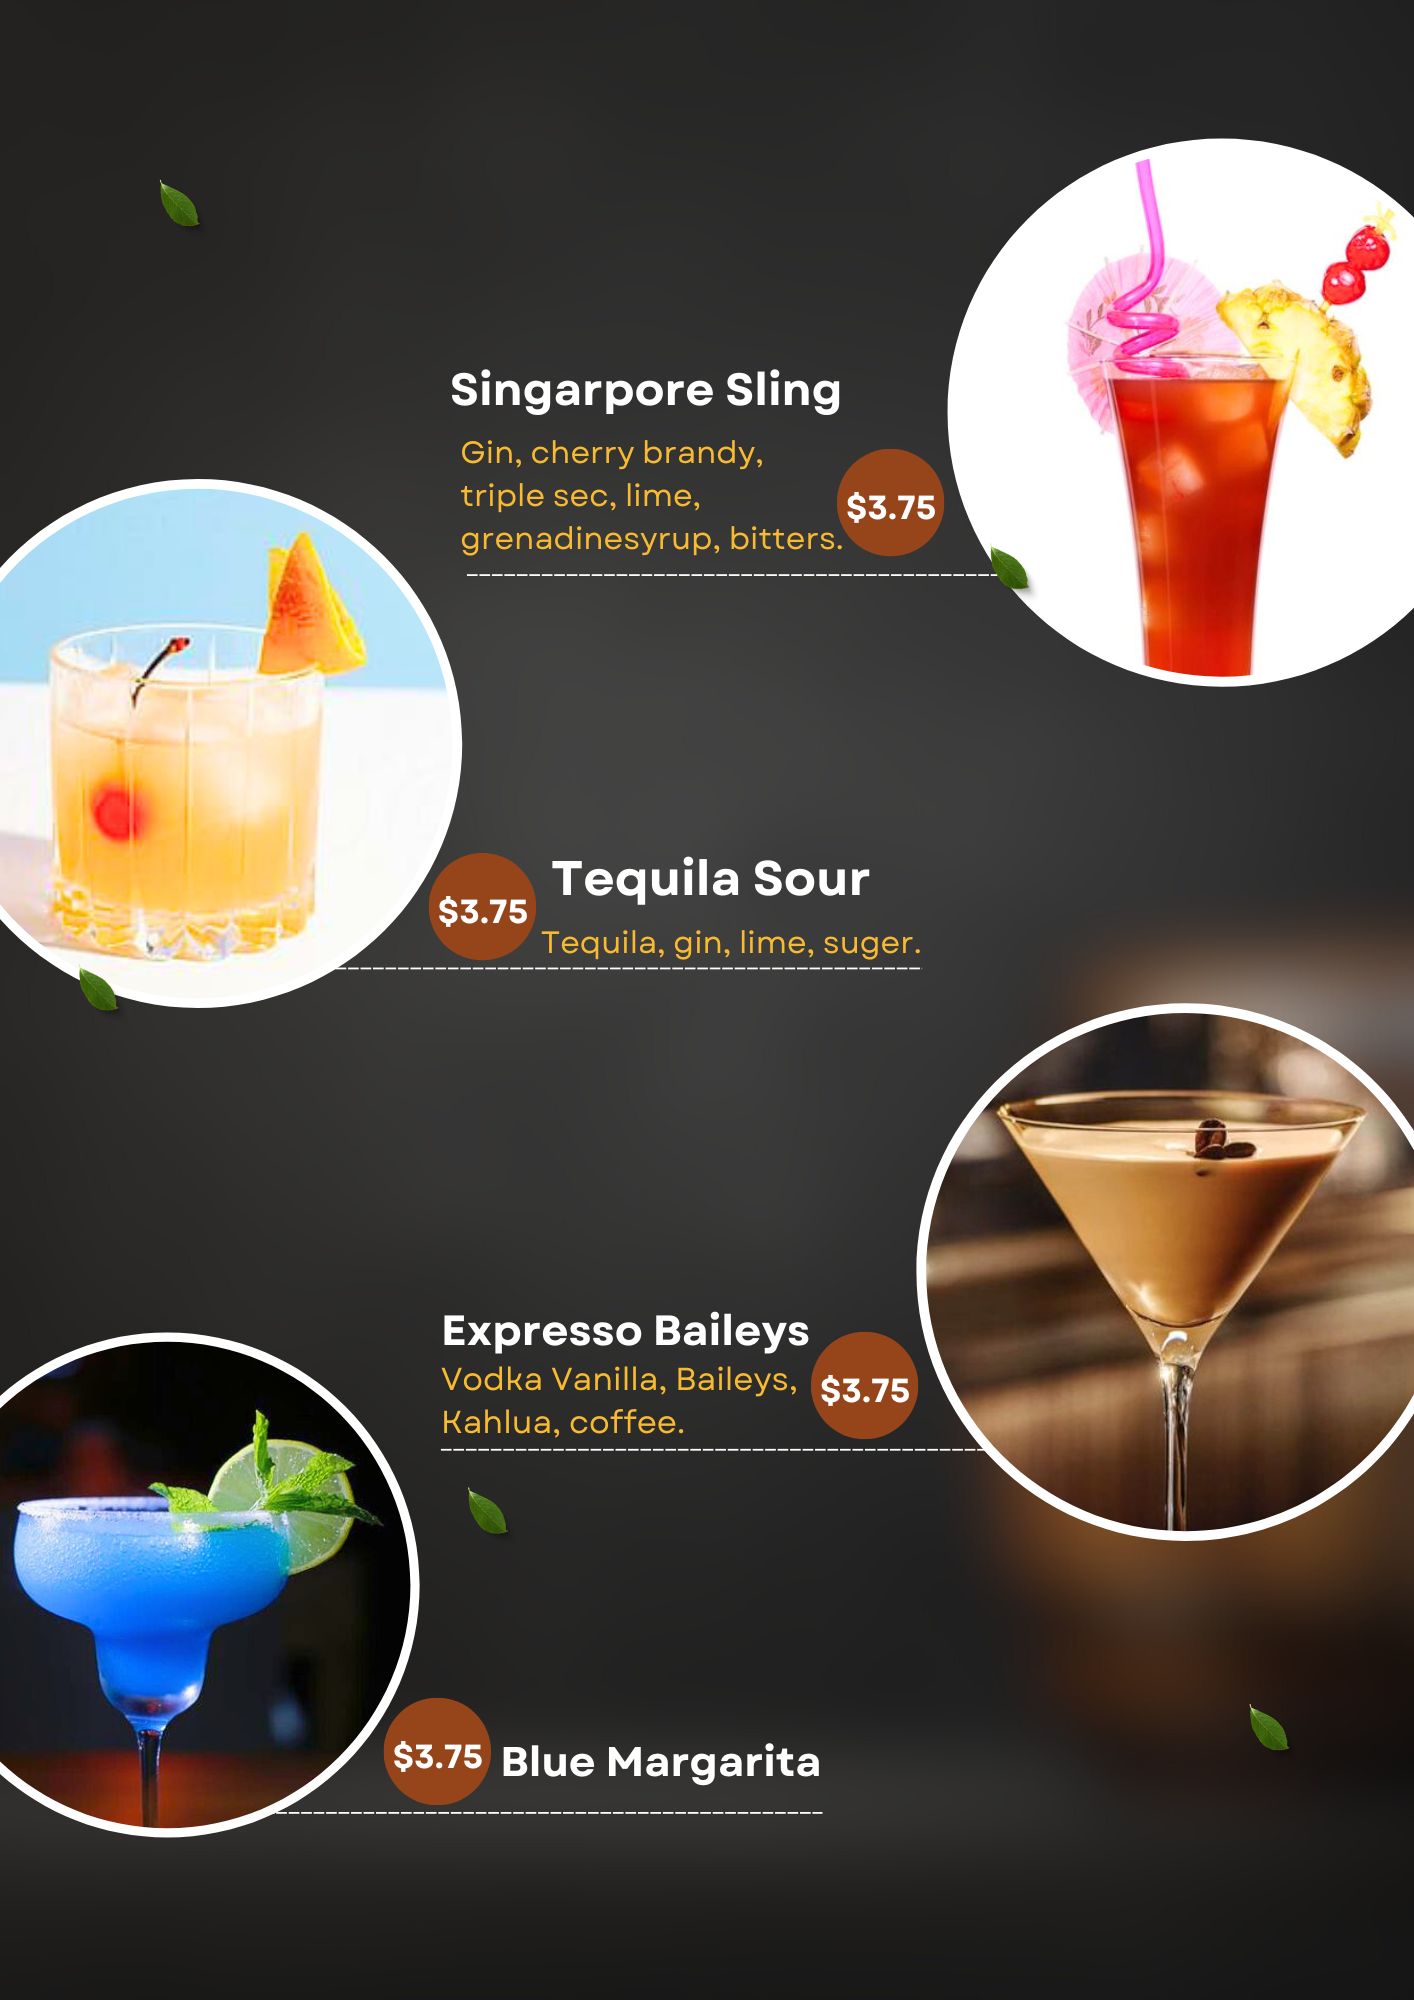 Singarpore Sling
Gin, cherry brandy,
triple sec, lime,
grenadinesyrup, bitters.
$3.75
Tequila Sour
$3.75
Tequila, gin, lime, suger.
Expresso Baileys
Vodka Vanilla, Baileys,
Kahlua, coffee.
$3.75
$3.75
Blue Margarita